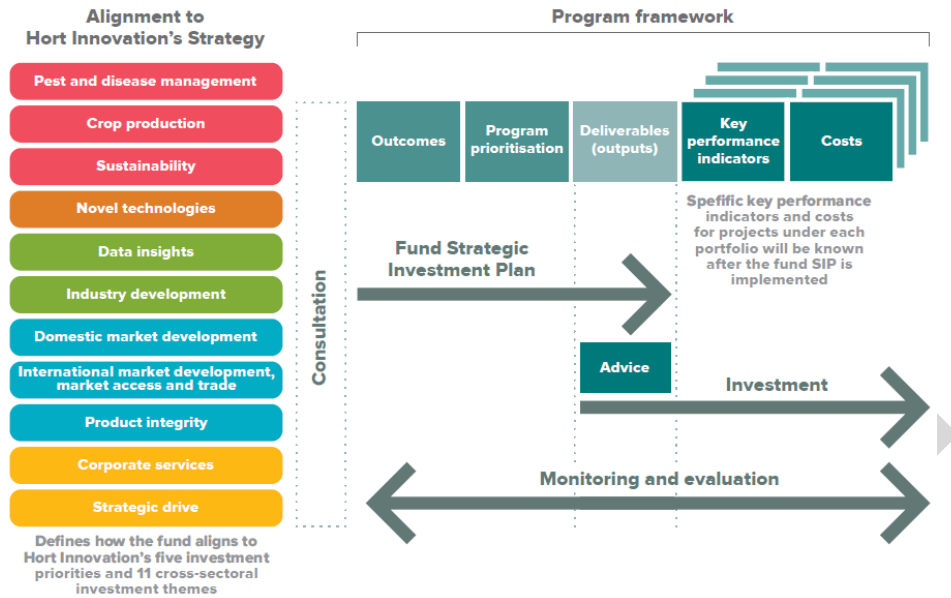 Alignment to
Hort Innovation's Strategy
Pest and disease management
Crop production
Sustainability
Novel technologies
Data insights
Industry development
Domestic market development
International market development,
market access and trade
Product integrity
Corporate services
Strategic drive
Defines how the fund aligns to
Hort Innovation's five investment
priorities and 11 cross-sectoral
investment themes
Consultation
Program framework
Outcomes
Program
prioritisation
Deliverables
(outputs)
Key
performance
indicators
Costs
Spefific key performance
indicators and costs
for projects under each
portfolio will be known
after the fund SIP is
implemented
Fund Strategic
Investment Plan
Advice
Investment
Monitoring and evaluation